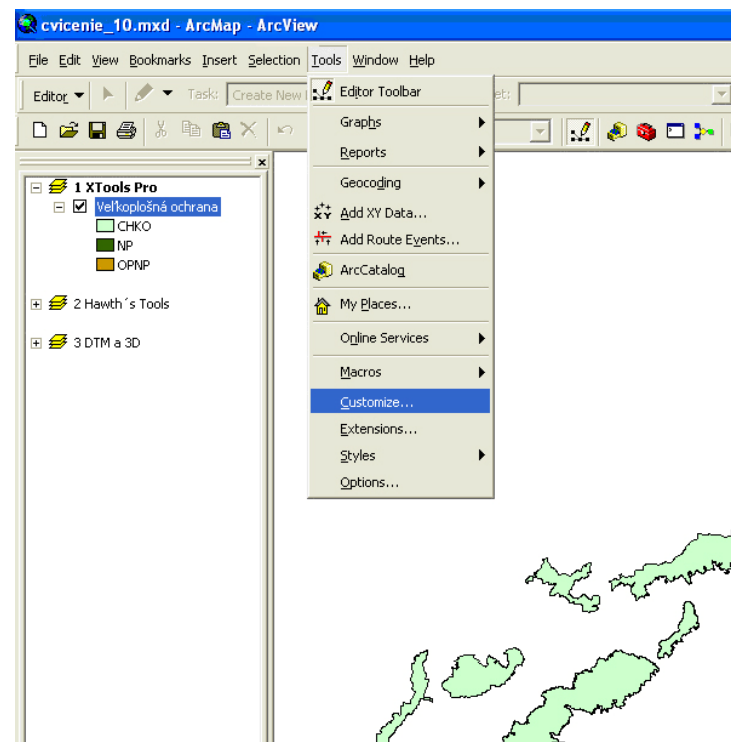 cvicenie_10.mxd - ArcMap - ArcView
File Edit View Bookmarks Insert Selection Tools Window Help
Editor Task: Create New et:
1 XTools Pro
Veľkoplošná ochrana
CHKO
NP
OPNP
2 Hawth´s Tools
3 DTM a 3D
Editor Toolbar
Graphs
Reports
Geocoding
Add XY Data...
Add Route Events...
ArcCatalog
My Places...
Online Services
Macros
Customize...
Extensions...
Styles
Options...